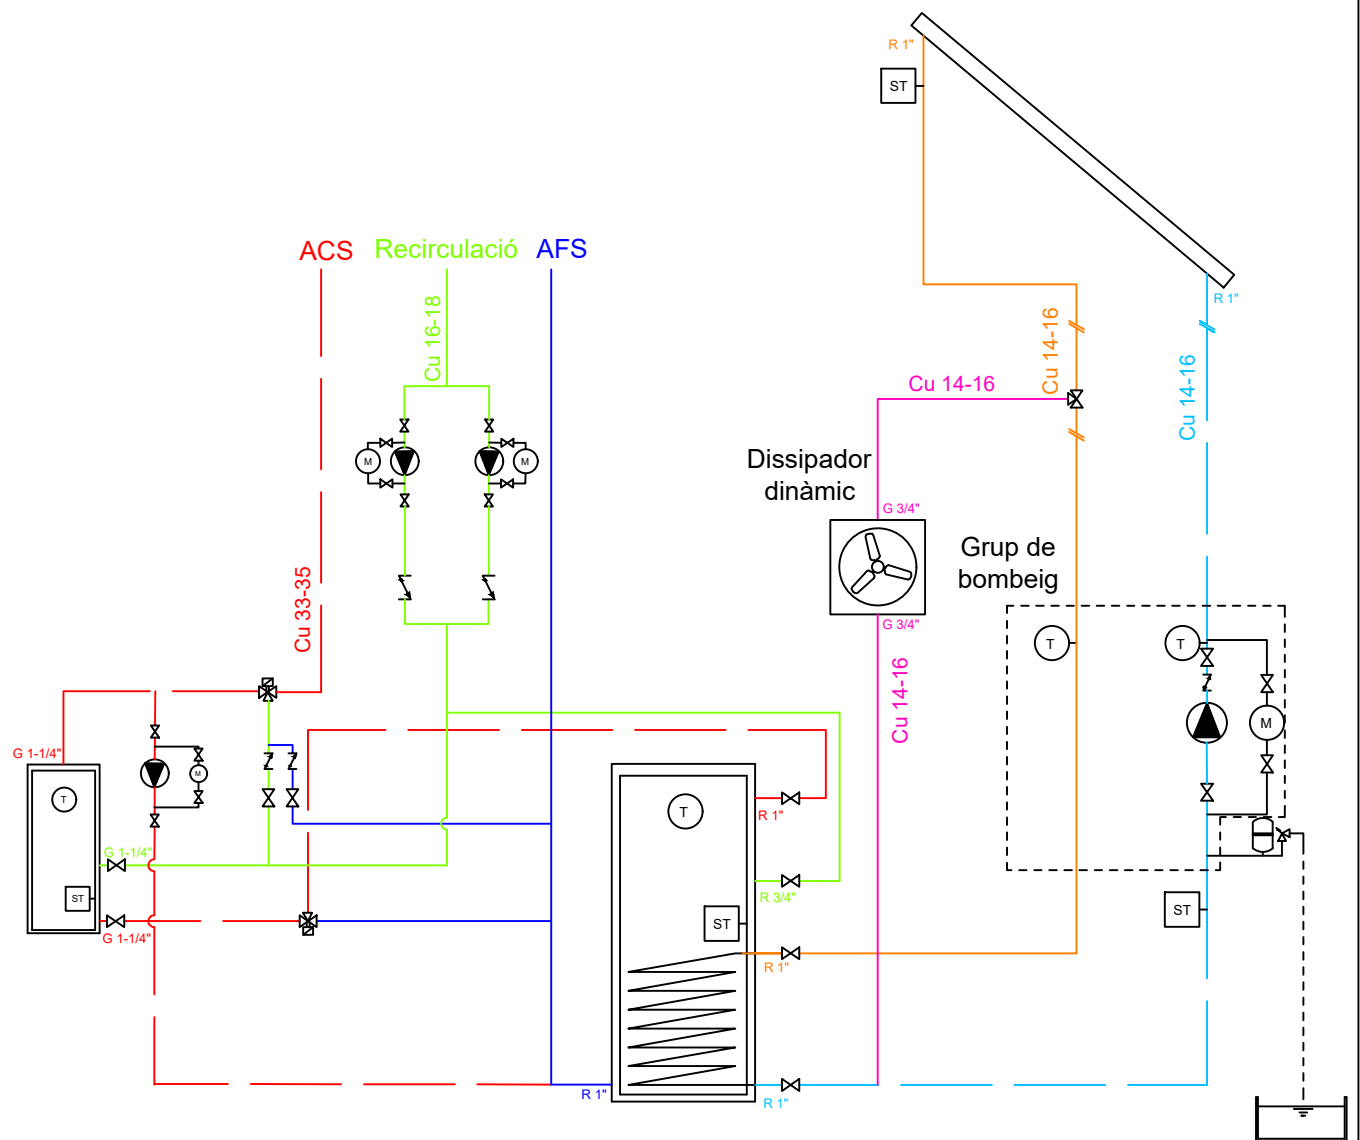 R 1"
ST
ACS
Recirculació
AFS
R 1"
Cu 16-18
Cu 14-16
Cu 14-16
Cu 14-16
M
M
Dissipador
dinàmic
G 3/4"
Grup de
bombeig
Cu 33-35
G 3/4"
T
T
Cu 14-16
M
G 1-1/4"
M
T
T
R 1"
G 1-1/4"
ST
R 3/4"
ST
ST
G 1-1/4"
R 1"
R 1"
R 1"